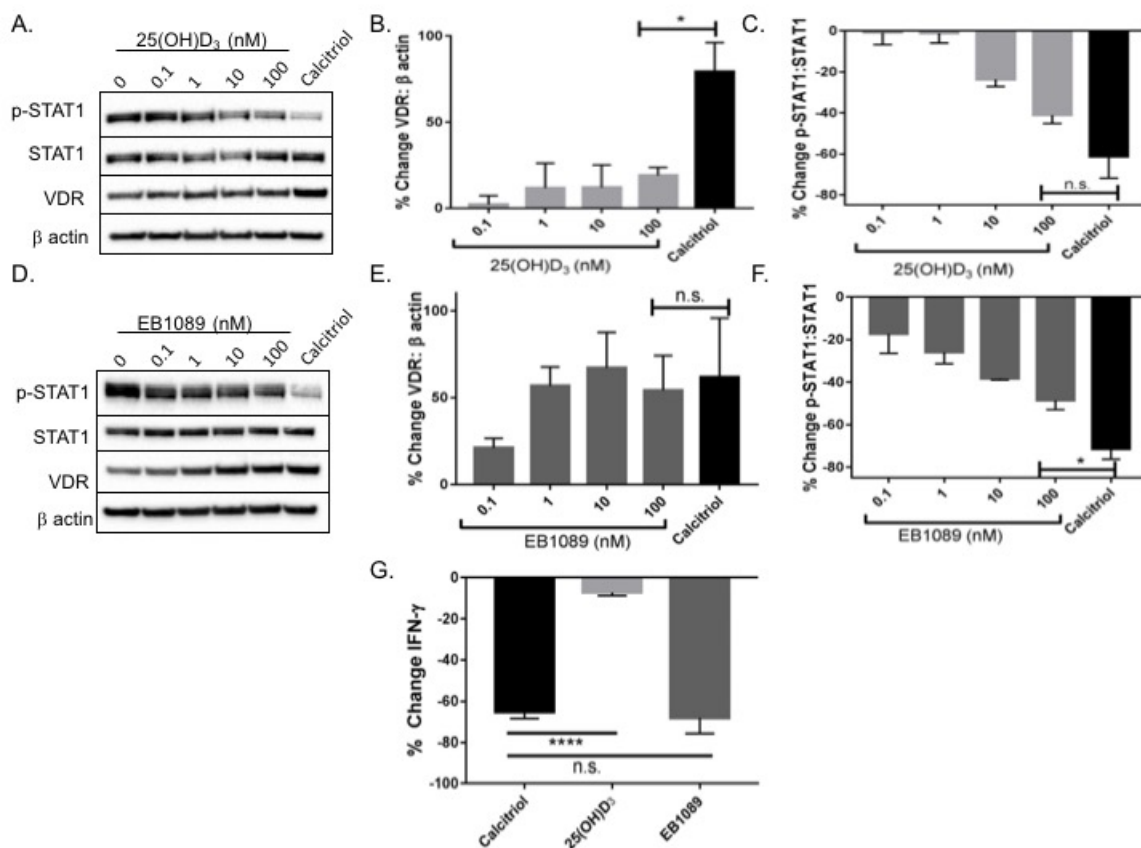 A.
25(OH)D₃ (nM)
0 0.1 1 10 100 Calcitriol
p-STAT1
STAT1
VDR
β actin
B.
% Change VDR: β actin
100
50
0
*
0.1 1 10 100 Calcitriol
25(OH)D₃ (nM)
C.
% Change p-STAT1:STAT1
0
-20
-40
-60
-80
n.s.
0.1 1 10 100 Calcitriol
25(OH)D₃ (nM)
D.
EB1089 (nM)
0 0.1 1 10 100 Calcitriol
p-STAT1
STAT1
VDR
β actin
E.
% Change VDR: β actin
100
50
0
n.s.
0.1 1 10 100 Calcitriol
EB1089 (nM)
F.
% Change p-STAT1:STAT1
0
-20
-40
-60
-80
*
0.1 1 10 100 Calcitriol
EB1089 (nM)
G.
% Change IFN-γ
0
-20
-40
-60
-80
-100
****
n.s.
Calcitriol 25(OH)D₃ EB1089